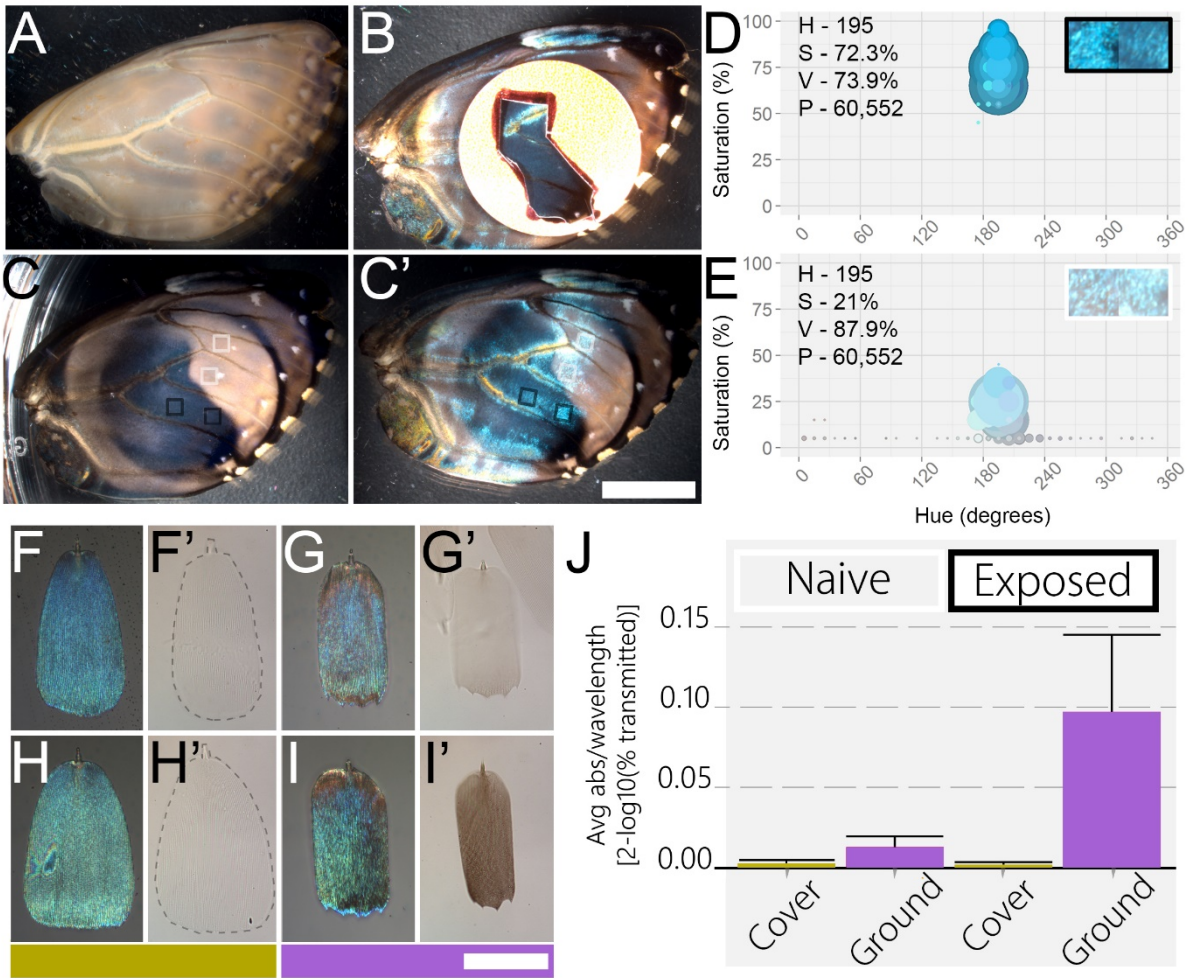 A
B
C
C'
D
Saturation (%)
100
75
50
25
0
H - 195
S - 72.3%
V - 73.9%
P - 60,552
0 60 120 180 240 300 360
E
Saturation (%)
100
75
50
25
0
H - 195
S - 21%
V - 87.9%
P - 60,552
0 60 120 180 240 300 360
Hue (degrees)
F
F'
G
G'
H
H'
I
I'
J
Naive Exposed
Avg abs/wavelength
[2-log10(% transmitted)]
0.15
0.10
0.05
0.00
Cover Ground Cover Ground